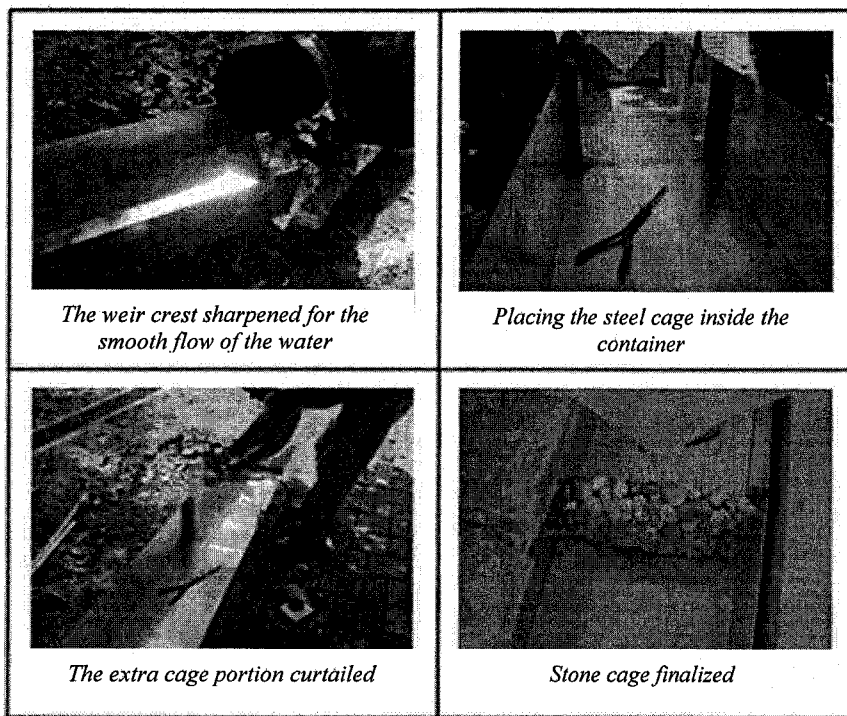 The weir crest sharpened for the
smooth flow of the water
Placing the steel cage inside the
container
The extra cage portion curtailed
Stone cage finalized